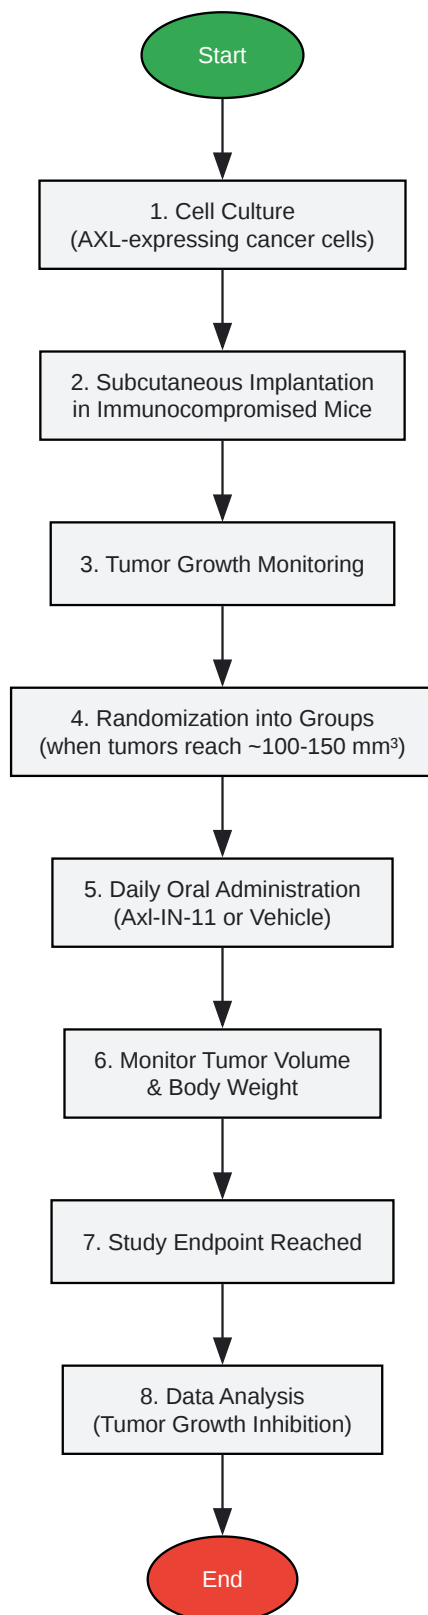 Start
1. Cell Culture
(AXL-expressing cancer cells)
2. Subcutaneous Implantation
in Immunocompromised Mice
3. Tumor Growth Monitoring
4. Randomization into Groups
(when tumors reach ~100-150 mm³)
5. Daily Oral Administration
(Axl-IN-11 or Vehicle)
6. Monitor Tumor Volume
& Body Weight
7. Study Endpoint Reached
8. Data Analysis
(Tumor Growth Inhibition)
End